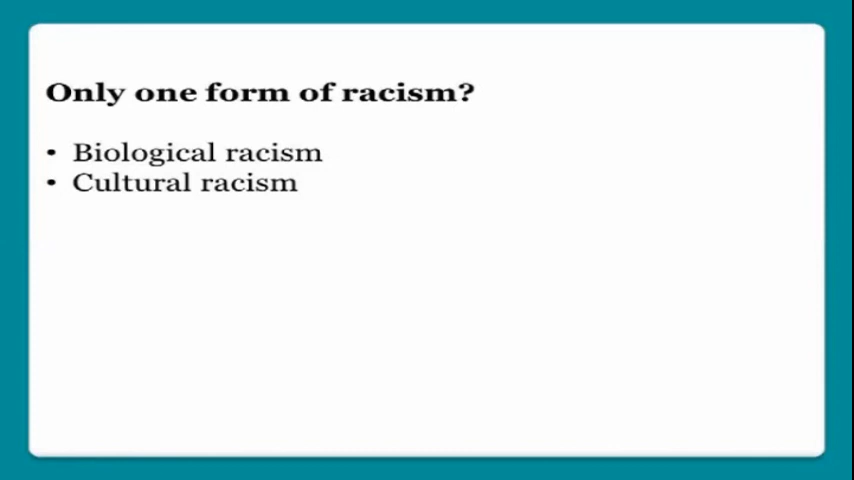 Only one form of racism?
• Biological racism
• Cultural racism